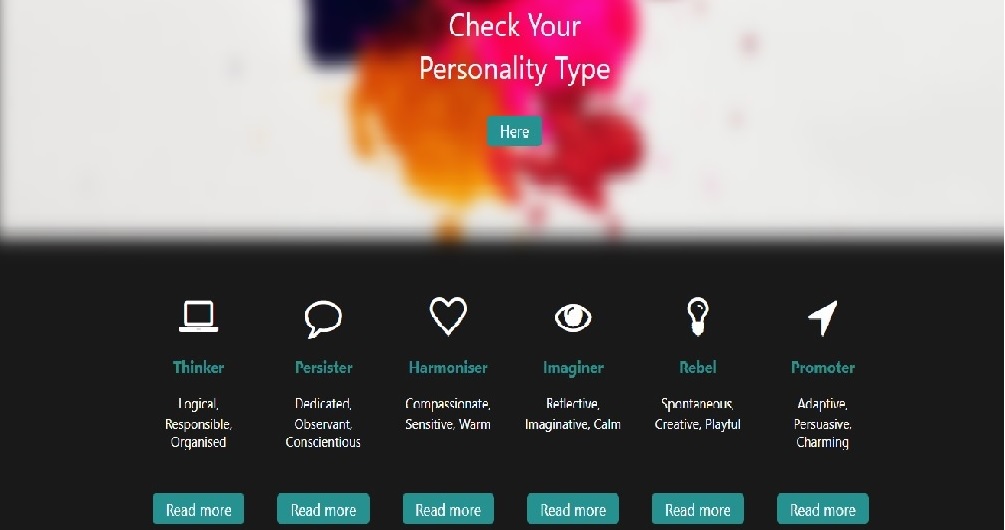 Check Your
Personality Type
Here
Thinker
Logical,
Responsible,
Organised
Read more
Persister
Dedicated,
Observant,
Conscientious
Read more
Harmoniser
Compassionate,
Sensitive, Warm
Read more
Imaginer
Reflective,
Imaginative, Calm
Read more
Rebel
Spontaneous,
Creative, Playful
Read more
Promoter
Adaptive,
Persuasive,
Charming
Read more